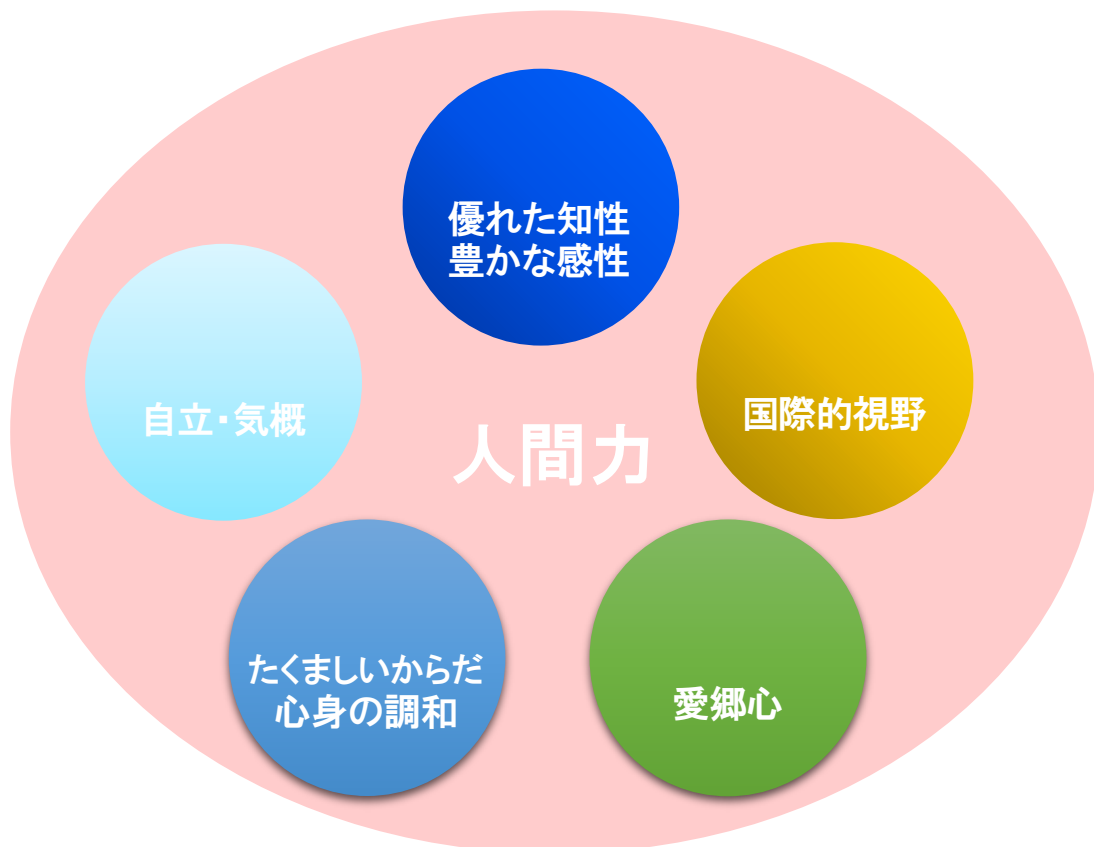 優れた知性
豊かな感性
自立・気概
国際的視野
人間力
たくましいからだ
心身の調和
愛郷心